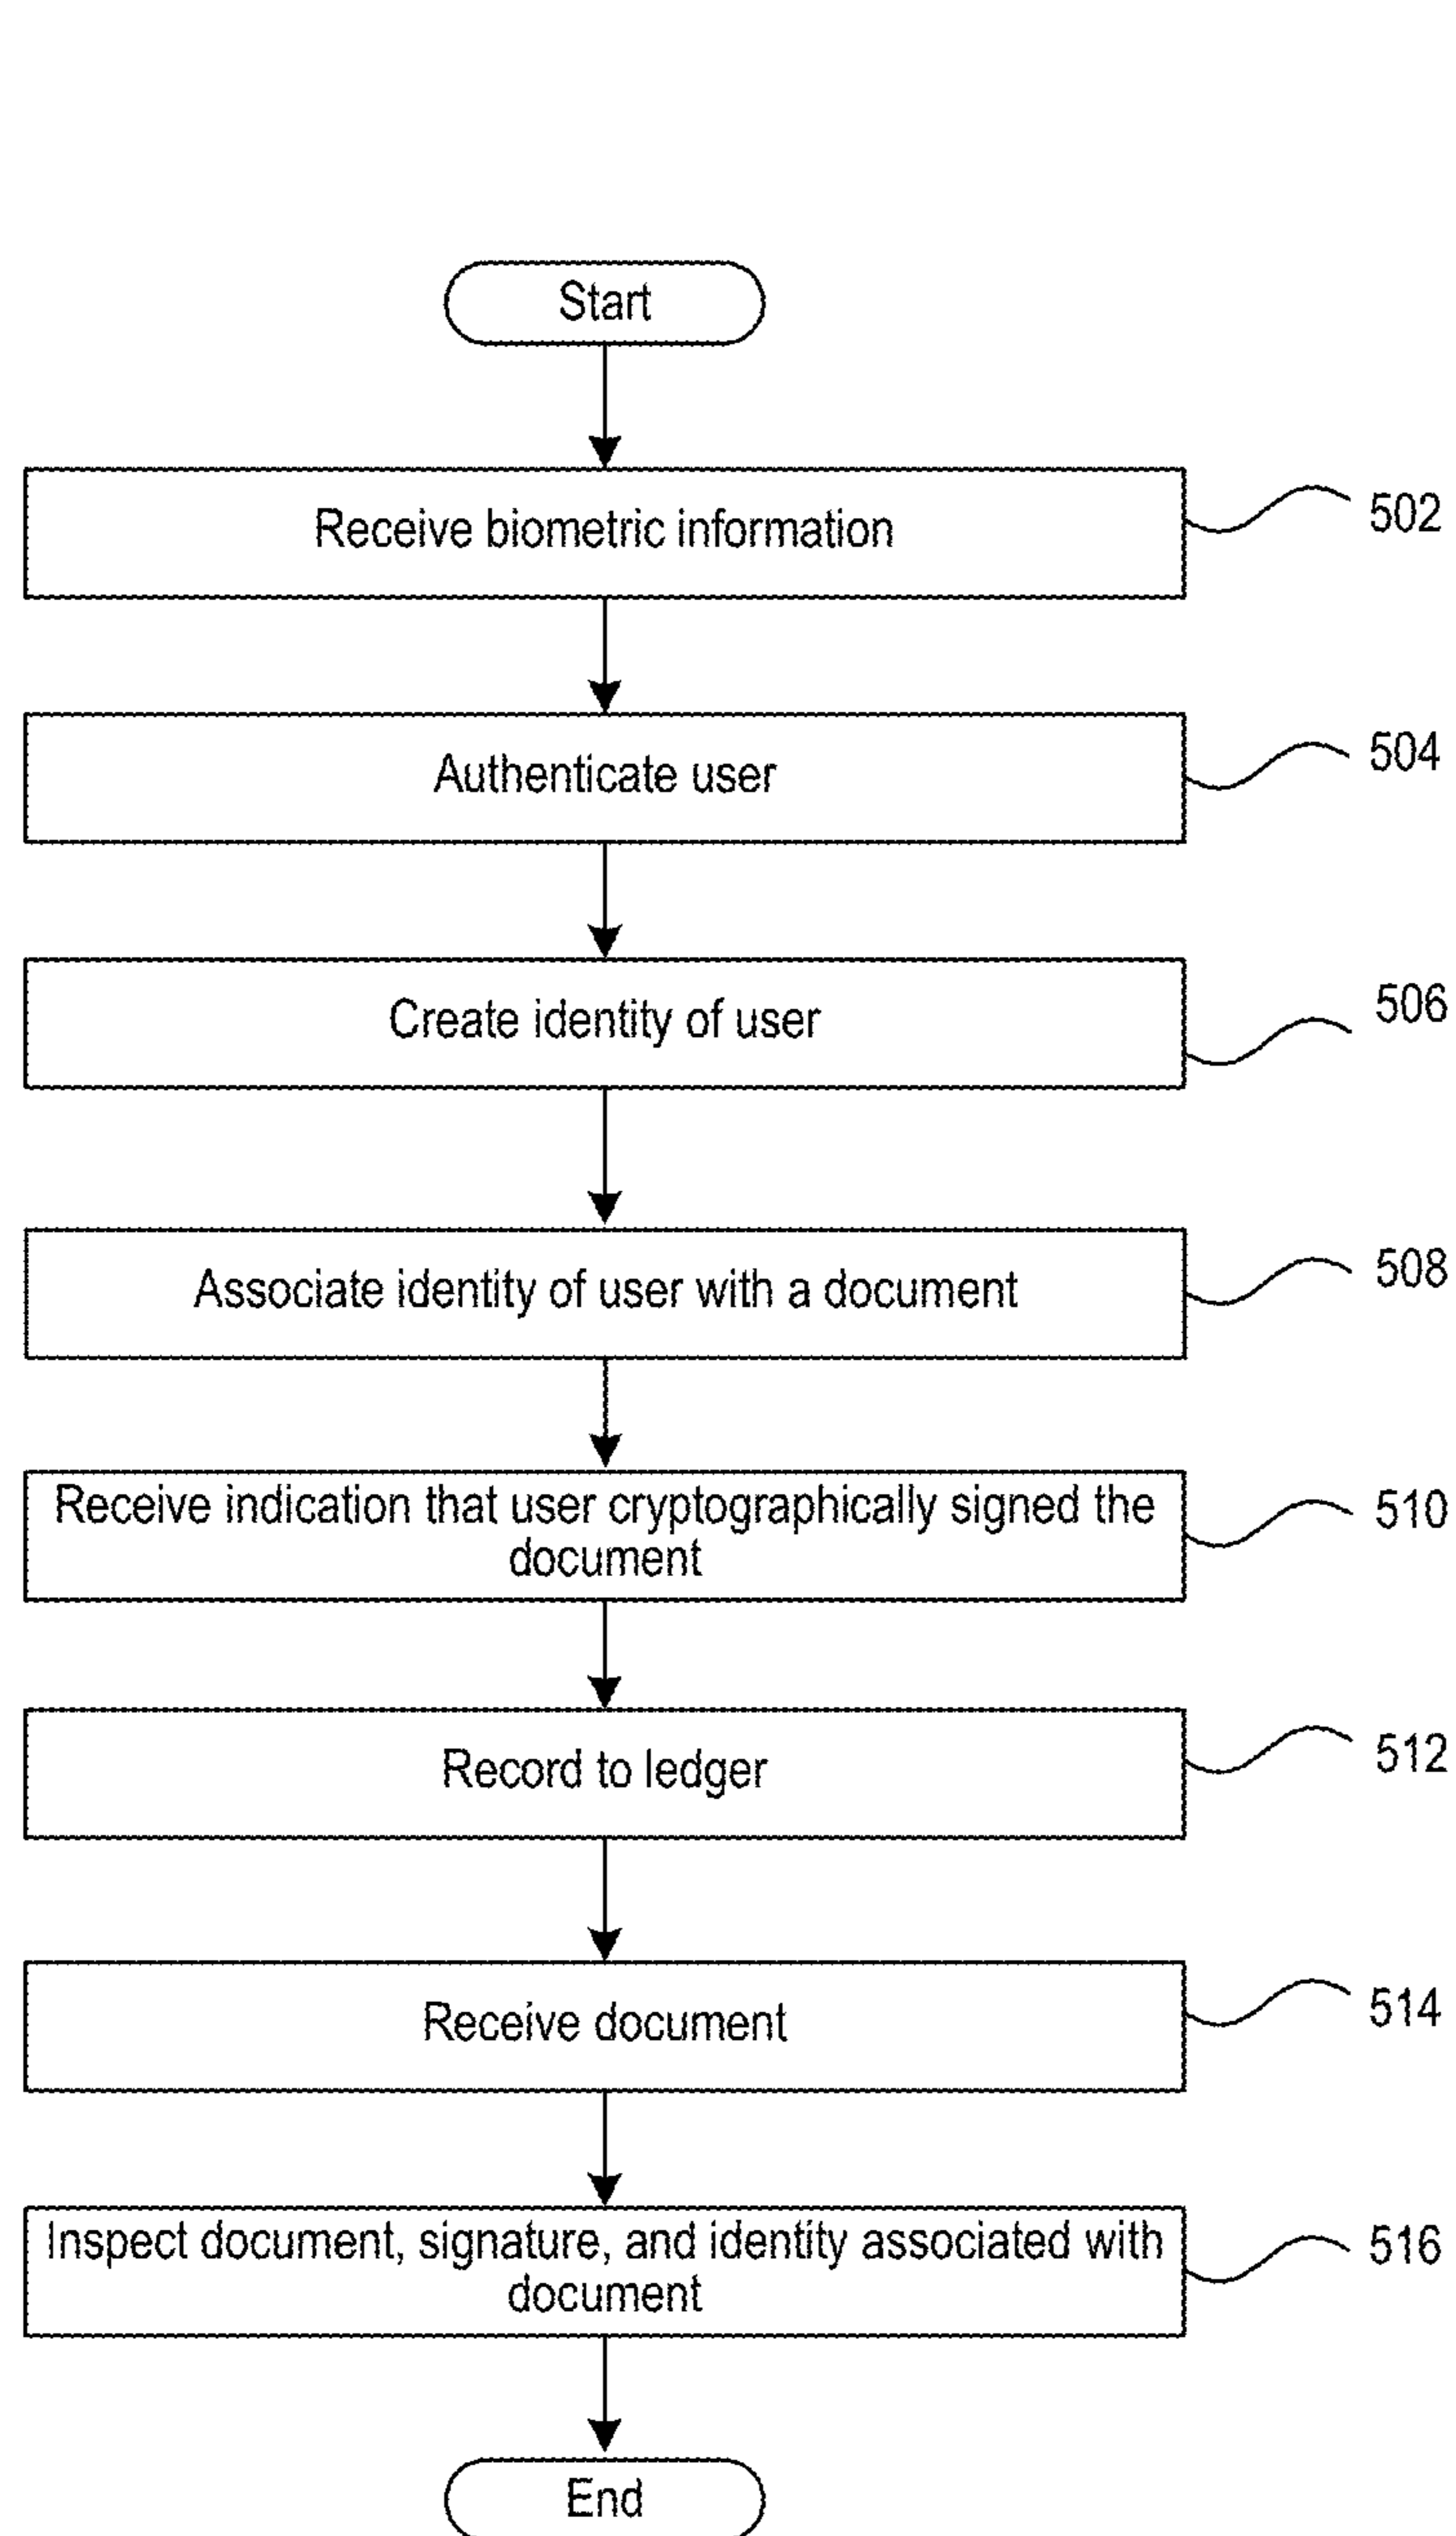 Start
Receive biometric information
502
Authenticate user
504
Create identity of user
506
Associate identity of user with a document
508
Receive indication that user cryptographically signed the
document
510
Record to ledger
512
Receive document
514
Inspect document, signature, and identity associated with
document
516
End